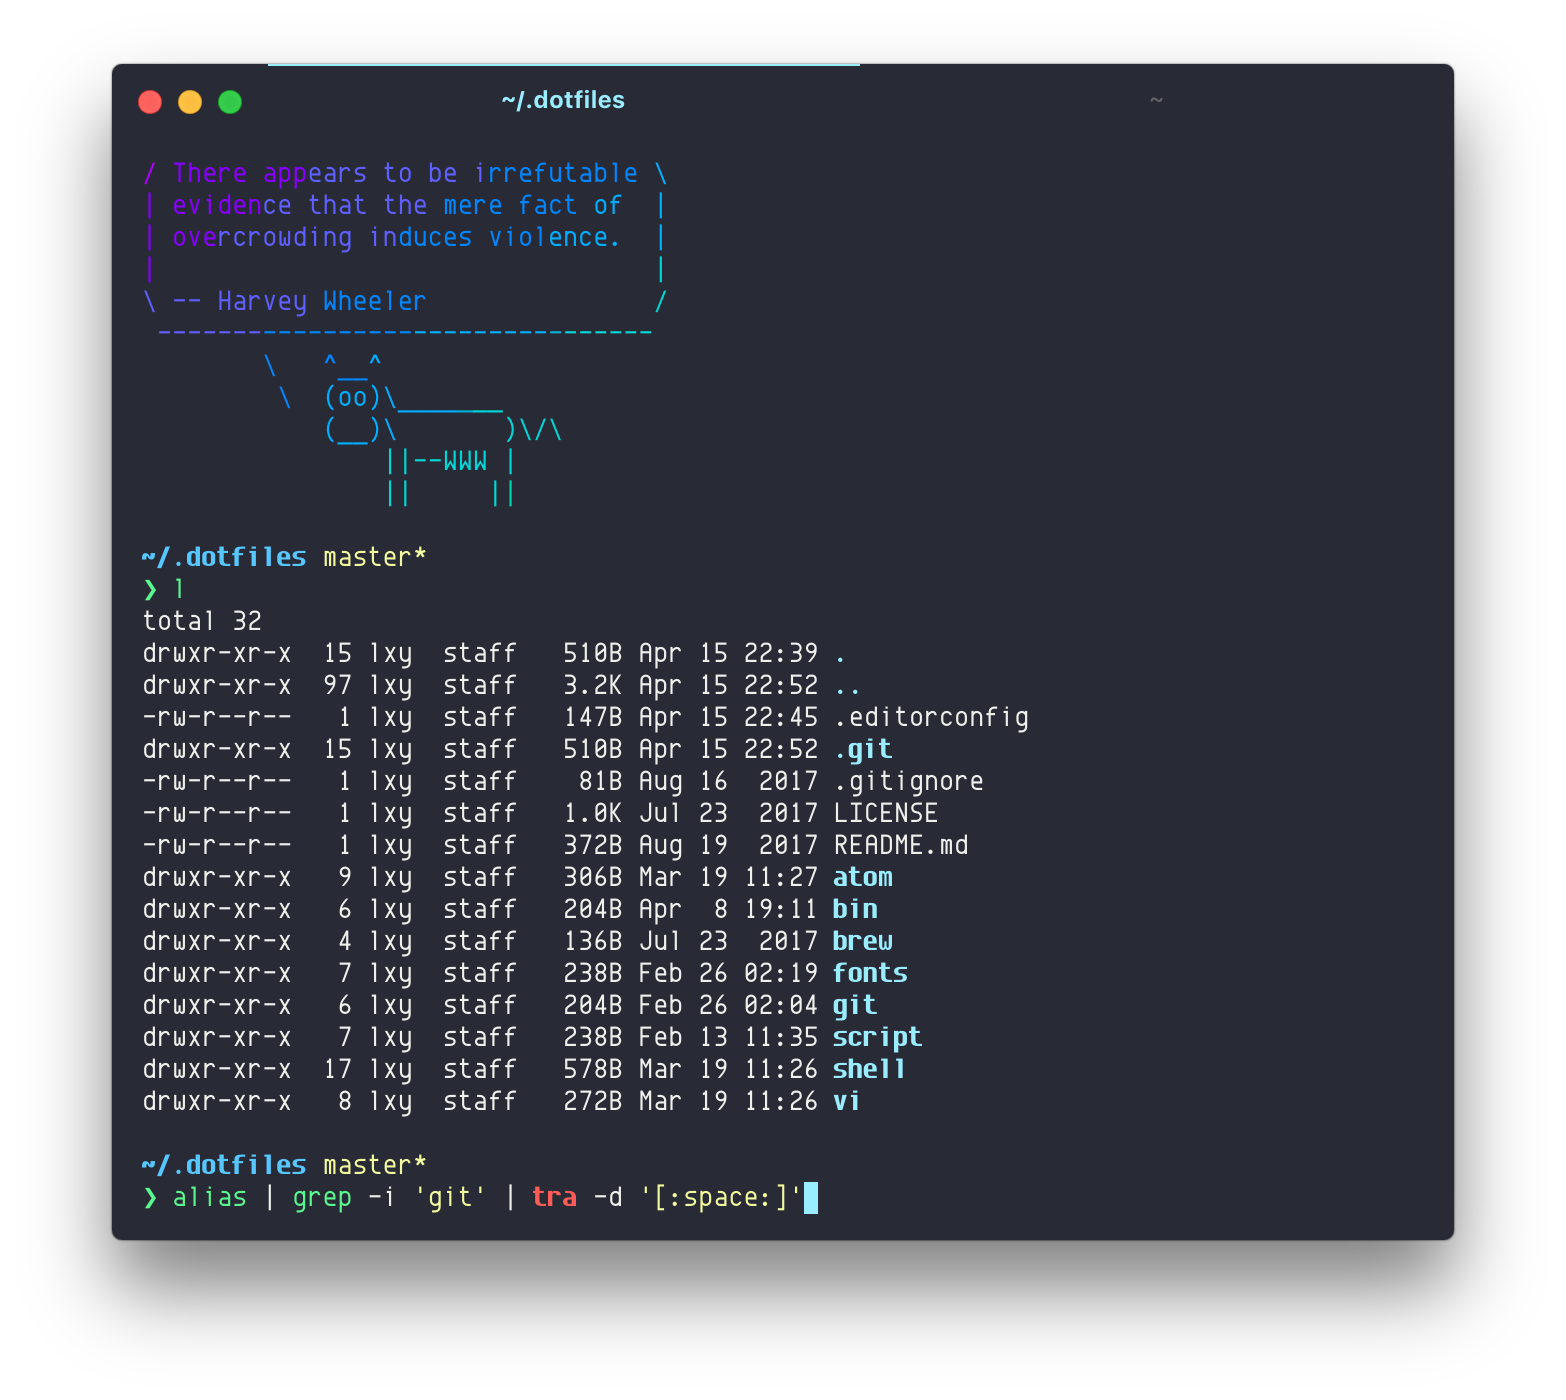 ~/.dotfiles ~
/ There appears to be irrefutable \
| evidence that the mere fact of  |
| overcrowding induces violence.  |
|                                 |
\ -- Harvey Wheeler               /
 ---------------------------------
        \   ^__^
         \  (oo)\_______
            (__)\       )\/\
                ||--WWW |
                ||     ||
~/.dotfiles master*
❯ l
total 32
drwxr-xr-x  15 lxy  staff   510B Apr 15 22:39 .
drwxr-xr-x  97 lxy  staff   3.2K Apr 15 22:52 ..
-rw-r--r--   1 lxy  staff   147B Apr 15 22:45 .editorconfig
drwxr-xr-x  15 lxy  staff   510B Apr 15 22:52 .git
-rw-r--r--   1 lxy  staff    81B Aug 16  2017 .gitignore
-rw-r--r--   1 lxy  staff   1.0K Jul 23  2017 LICENSE
-rw-r--r--   1 lxy  staff   372B Aug 19  2017 README.md
drwxr-xr-x   9 lxy  staff   306B Mar 19 11:27 atom
drwxr-xr-x   6 lxy  staff   204B Apr  8 19:11 bin
drwxr-xr-x   4 lxy  staff   136B Jul 23  2017 brew
drwxr-xr-x   7 lxy  staff   238B Feb 26 02:19 fonts
drwxr-xr-x   6 lxy  staff   204B Feb 26 02:04 git
drwxr-xr-x   7 lxy  staff   238B Feb 13 11:35 script
drwxr-xr-x  17 lxy  staff   578B Mar 19 11:26 shell
drwxr-xr-x   8 lxy  staff   272B Mar 19 11:26 vi
~/.dotfiles master*
❯ alias | grep -i 'git' | tra -d '[:space:]'